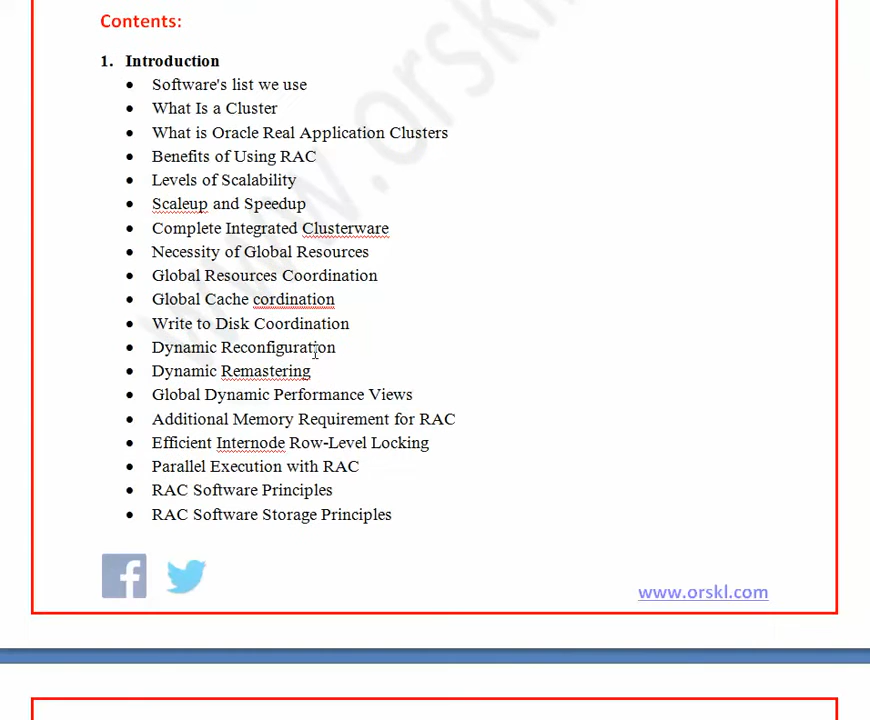 Contents:
1. Introduction
• Software's list we use
• What Is a Cluster
• What is Oracle Real Application Clusters
• Benefits of Using RAC
• Levels of Scalability
• Scaleup and Speedup
• Complete Integrated Clusterware
• Necessity of Global Resources
• Global Resources Coordination
• Global Cache cordination
• Write to Disk Coordination
• Dynamic Reconfiguration
• Dynamic Remastering
• Global Dynamic Performance Views
• Additional Memory Requirement for RAC
• Efficient Internode Row-Level Locking
• Parallel Execution with RAC
• RAC Software Principles
• RAC Software Storage Principles
www.orskl.com
www.orskl